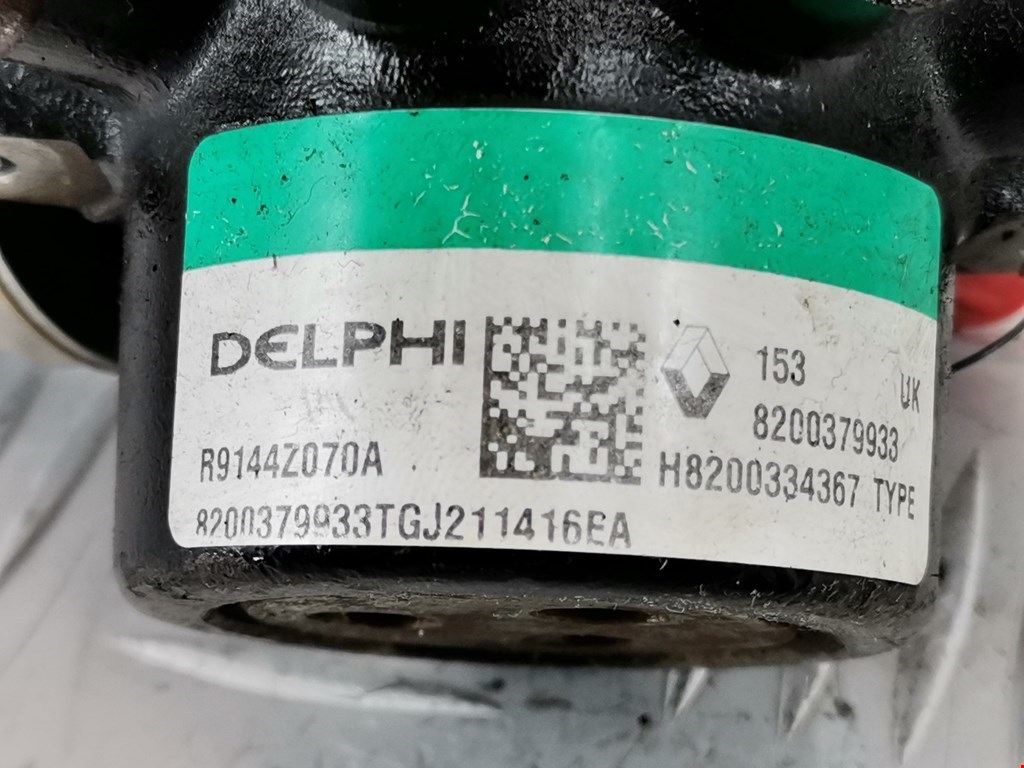 DELPHI
153
UK
8200379933
R9144Z070A
H8200334367 TYPE
8200379933TGJ211416EA